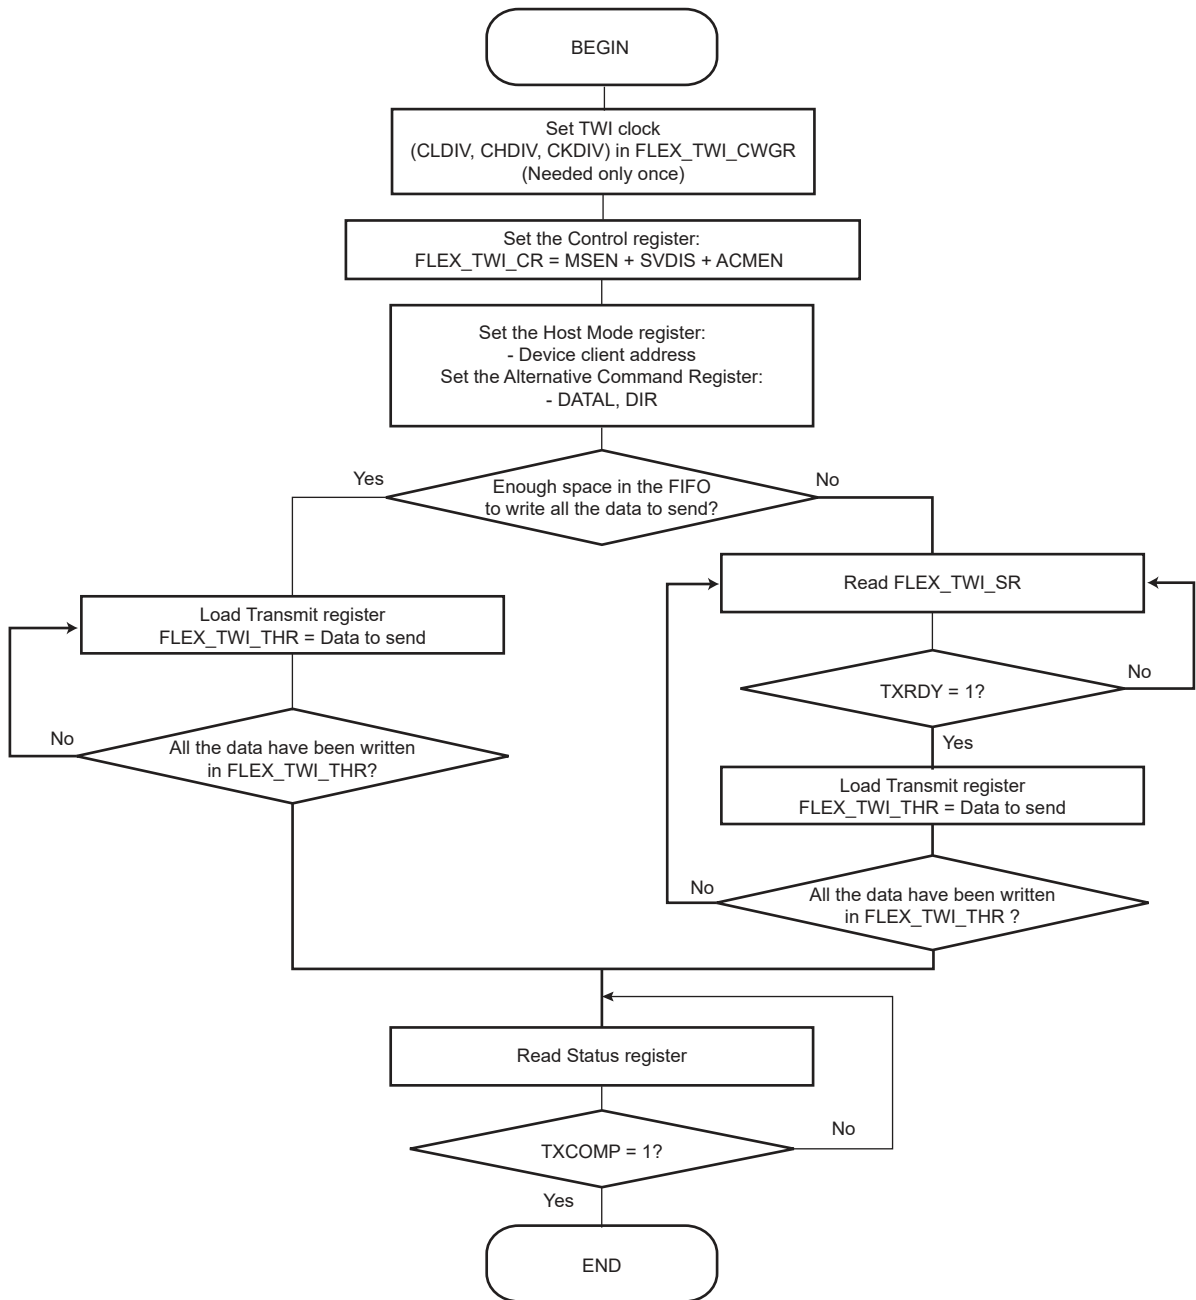 BEGIN
Set TWI clock
(CLDIV, CHDIV, CKDIV) in FLEX_TWI_CWGR
(Needed only once)
Set the Control register:
FLEX_TWI_CR = MSEN + SVDIS + ACMEN
Set the Host Mode register:
- Device client address
Set the Alternative Command Register:
- DATAL, DIR
Yes
Enough space in the FIFO
to write all the data to send?
No
Load Transmit register
FLEX_TWI_THR = Data to send
No
All the data have been written
in FLEX_TWI_THR?
Read FLEX_TWI_SR
TXRDY = 1?
No
Yes
Load Transmit register
FLEX_TWI_THR = Data to send
No
All the data have been written
in FLEX_TWI_THR ?
Read Status register
TXCOMP = 1?
No
Yes
END